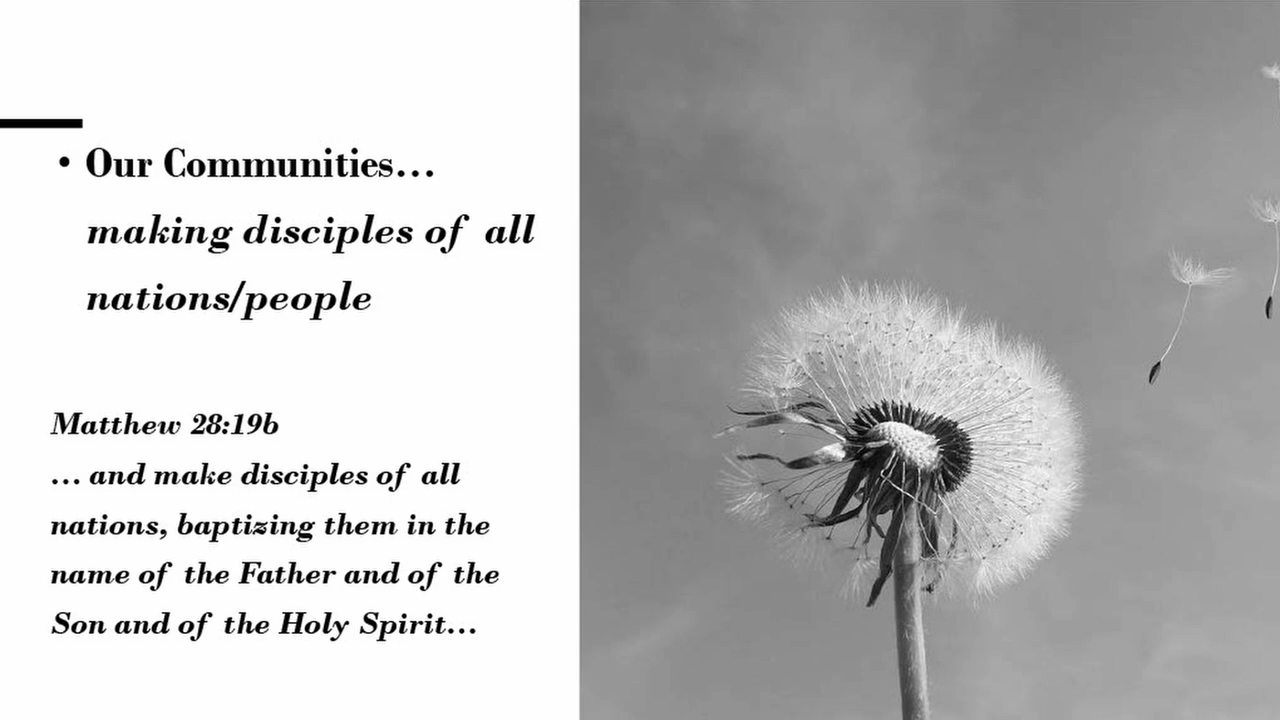 • Our Communities…
making disciples of all
nations/people
Matthew 28:19b
… and make disciples of all
nations, baptizing them in the
name of the Father and of the
Son and of the Holy Spirit…